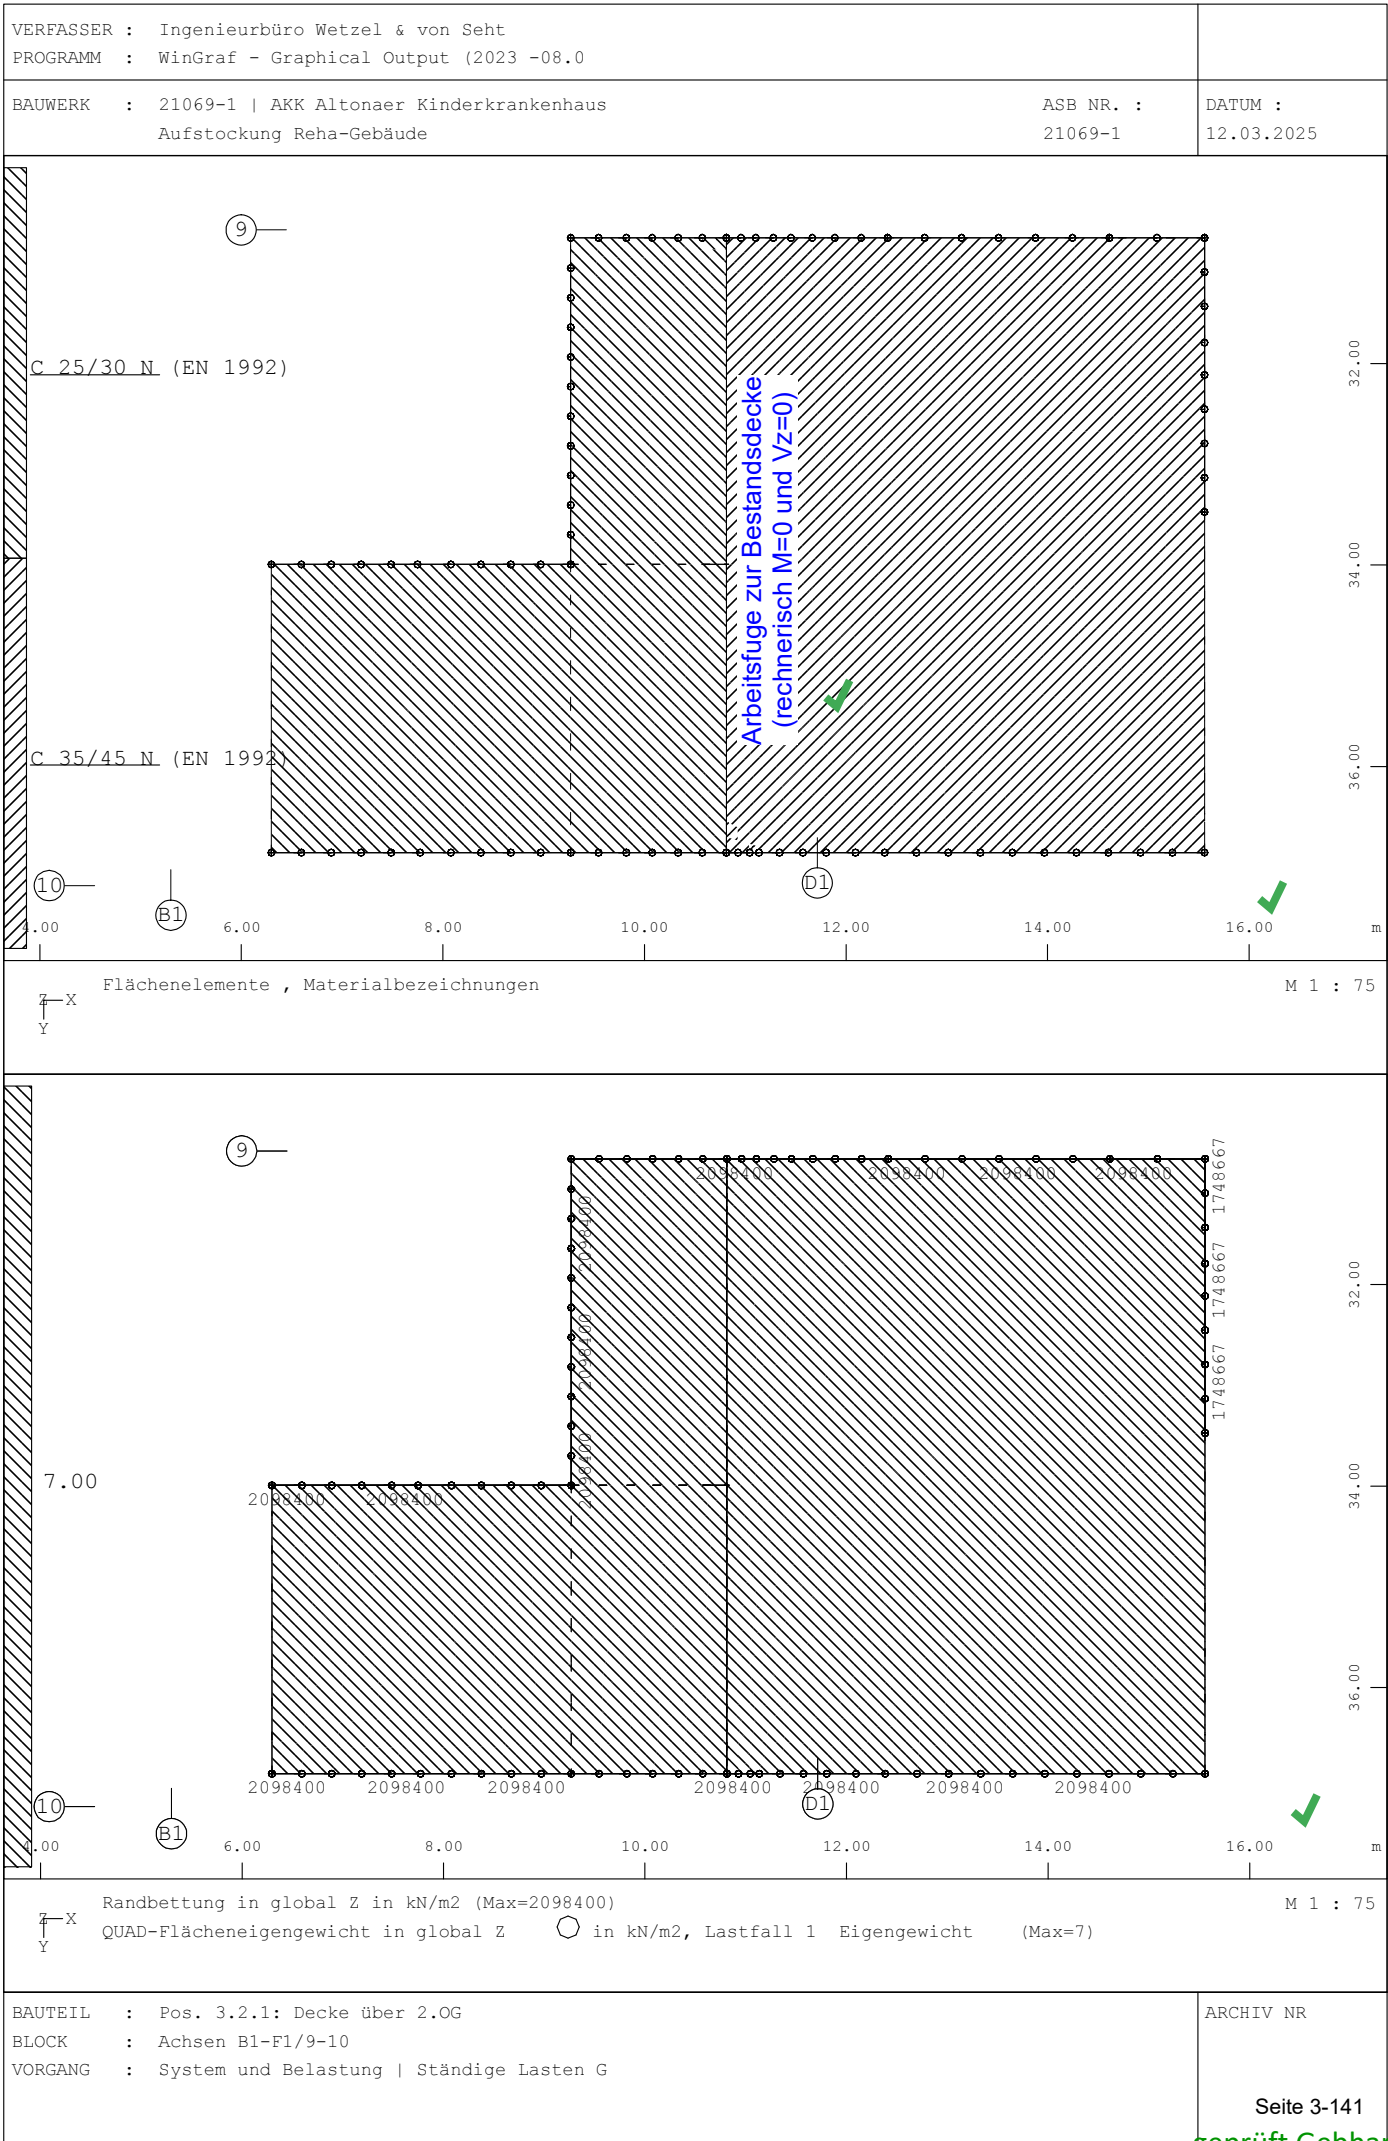 VERFASSER : Ingenieurbüro Wetzel & von Seht
PROGRAMM : WinGraf - Graphical Output (2023 -08.0
BAUWERK : 21069-1 | AKK Altonaer Kinderkrankenhaus
Aufstockung Reha-Gebäude
ASB NR. :
21069-1
DATUM :
12.03.2025
9
C 25/30 N (EN 1992)
C 35/45 N (EN 1992)
Arbeitsfuge zur Bestandsdecke
(rechnerisch M=0 und Vz=0)
32.00
34.00
36.00
10
B1
D1
4.00 6.00 8.00 10.00 12.00 14.00 16.00 m
Z X
Y
Flächenelemente , Materialbezeichnungen
M 1 : 75
9
2098400 2098400 2098400 2098400
1748667
1748667
1748667
2098400
2098400
2098400
7.00
2098400 2098400
32.00
34.00
36.00
2098400 2098400 2098400 2098400 2098400 2098400 2098400
10
B1
D1
4.00 6.00 8.00 10.00 12.00 14.00 16.00 m
Z X
Y
Randbettung in global Z in kN/m2 (Max=2098400)
M 1 : 75
QUAD-Flächeneigengewicht in global Z in kN/m2, Lastfall 1 Eigengewicht (Max=7)
BAUTEIL : Pos. 3.2.1: Decke über 2.OG
BLOCK : Achsen B1-F1/9-10
VORGANG : System und Belastung | Ständige Lasten G
ARCHIV NR
Seite 3-141